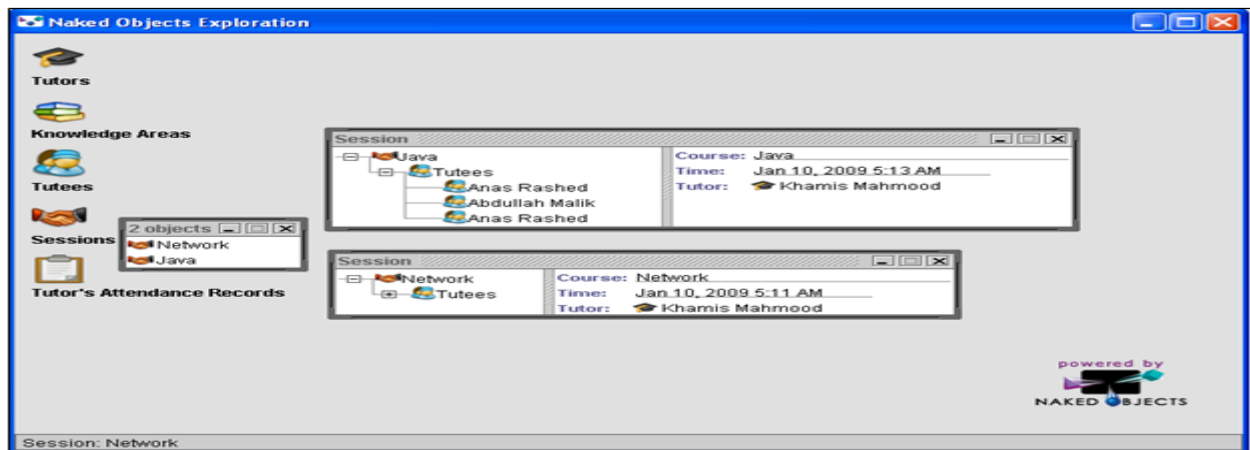 Naked Objects Exploration
Tutors
Knowledge Areas
Tutees
Sessions
Tutor's Attendance Records
2 objects
Network
Java
Session
Java
Tutees
Anas Rashed
Abdullah Malik
Anas Rashed
Course: Java
Time: Jan 10, 2009 5:13 AM
Tutor: Khamis Mahmood
Session
Network
Tutees
Course: Network
Time: Jan 10, 2009 5:11 AM
Tutor: Khamis Mahmood
powered by
NAKED OBJECTS
Session: Network